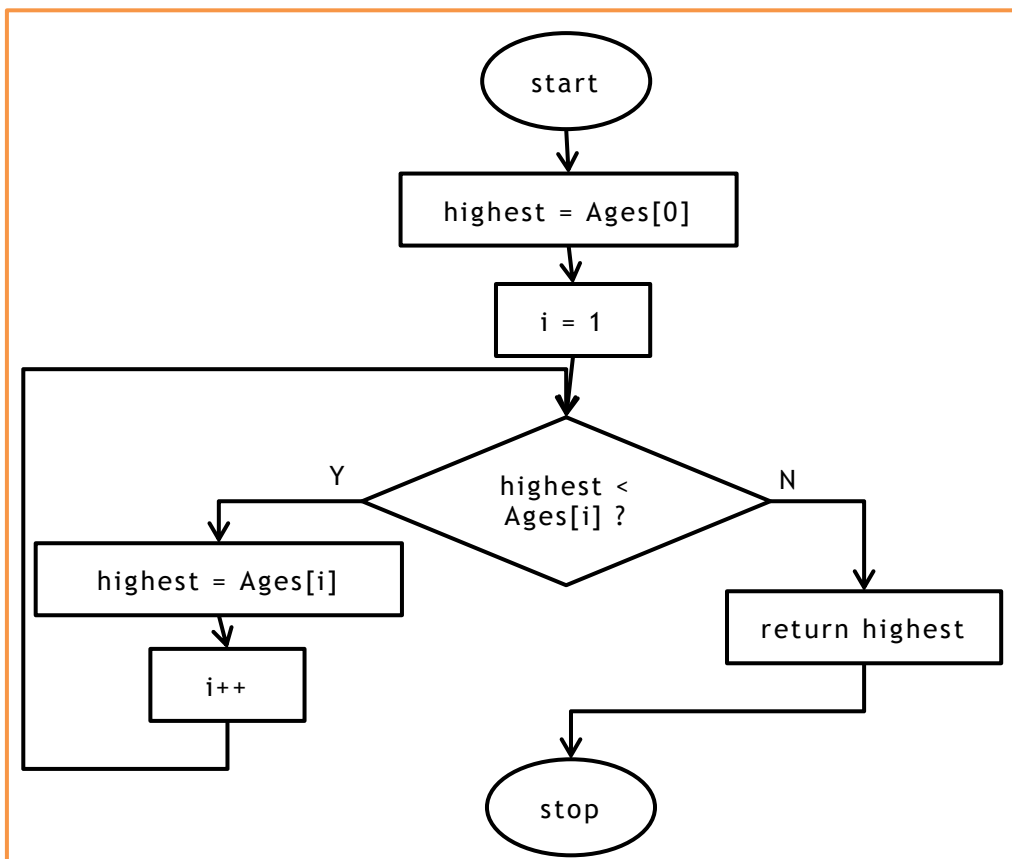 start
highest = Ages[0]
i = 1
Y
N
highest <
Ages[i] ?
highest = Ages[i]
return highest
i++
stop